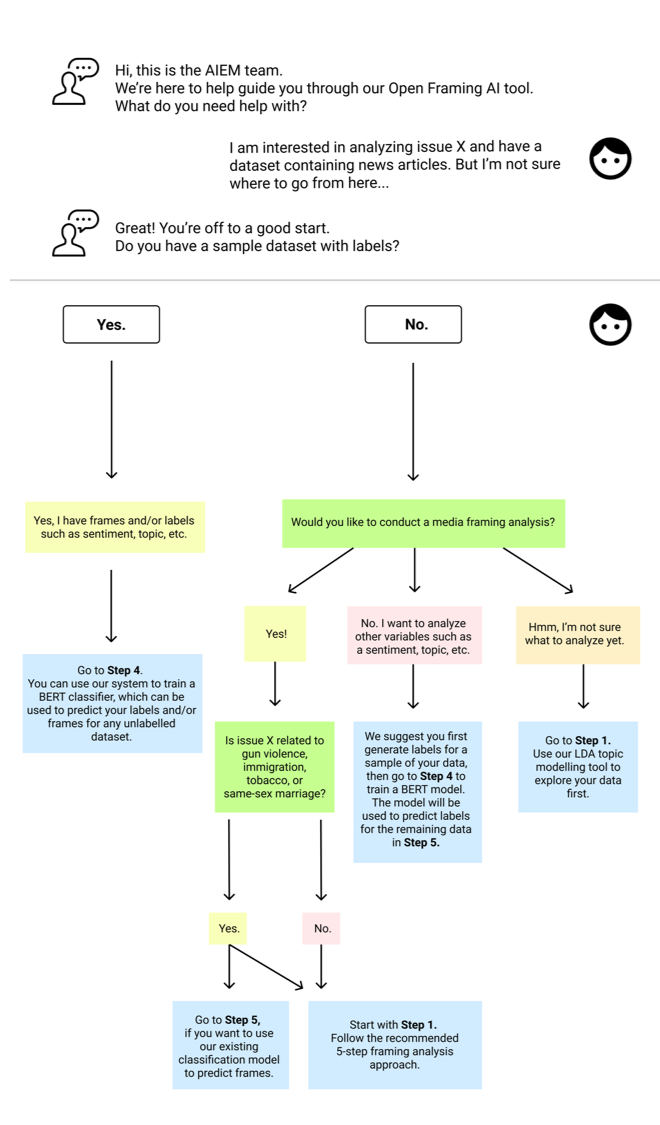 Hi, this is the AIEM team.
We're here to help guide you through our Open Framing AI tool.
What do you need help with?
I am interested in analyzing issue X and have a
dataset containing news articles. But I'm not sure
where to go from here...
Great! You're off to a good start.
Do you have a sample dataset with labels?
Yes.
No.
Yes, I have frames and/or labels
such as sentiment, topic, etc.
Would you like to conduct a media framing analysis?
Yes!
No. I want to analyze
other variables such as
a sentiment, topic, etc.
Hmm, I'm not sure
what to analyze yet.
Go to Step 4.
You can use our system to train a
BERT classifier, which can be
used to predict your labels and/or
frames for any unlabelled
dataset.
Is issue X related to
gun violence,
immigration,
tobacco, or
same-sex marriage?
We suggest you first
generate labels for a
sample of your data,
then go to Step 4 to
train a BERT model.
The model will be
used to predict labels
for the remaining data
in Step 5.
Go to Step 1.
Use our LDA topic
modelling tool to
explore your data
first.
Yes.
No.
Go to Step 5,
if you want to use
our existing
classification model
to predict frames.
Start with Step 1.
Follow the recommended
5-step framing analysis
approach.